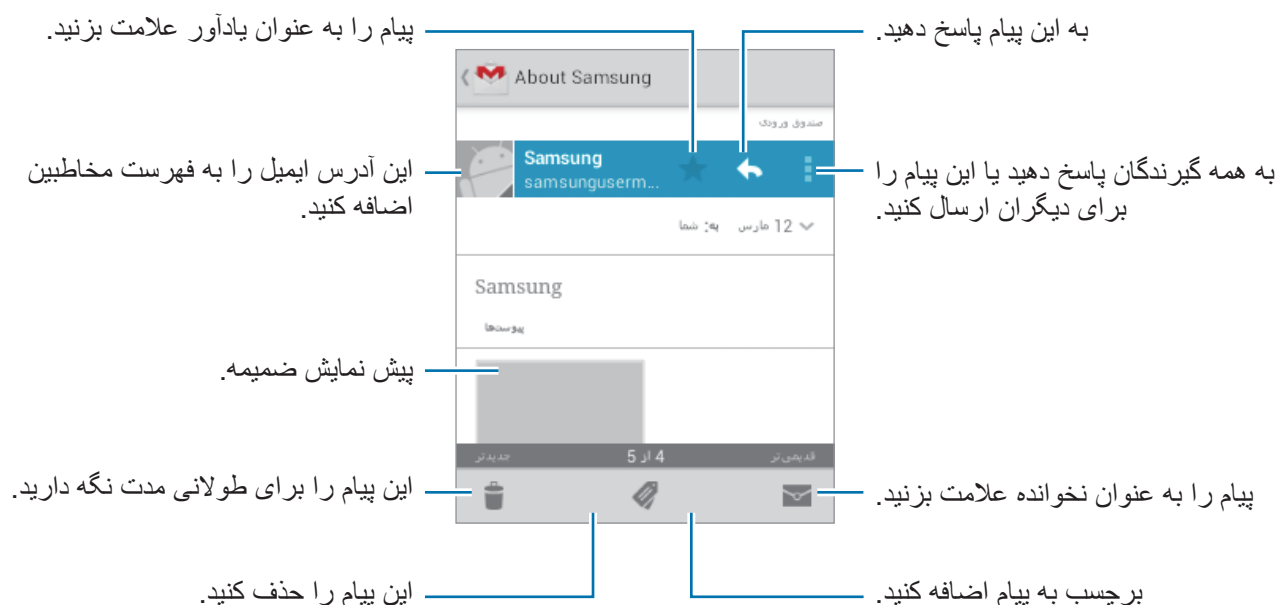 پیام را به عنوان یادآور علامت بزنید.
به این پیام پاسخ دهید.
About Samsung
صندوق ورودی
Samsung
samsunguserm...
این آدرس ایمیل را به فهرست مخاطبین
اضافه کنید.
به همه گیرندگان پاسخ دهید یا این پیام را
برای دیگران ارسال کنید.
12 مارس به: شما
Samsung
پیوست‌ها
پیش نمایش ضمیمه.
قدیمی‌تر
4 از 5
جدیدتر
این پیام را برای طولانی مدت نگه دارید.
پیام را به عنوان نخوانده علامت بزنید.
این پیام را حذف کنید.
برچسب به پیام اضافه کنید.